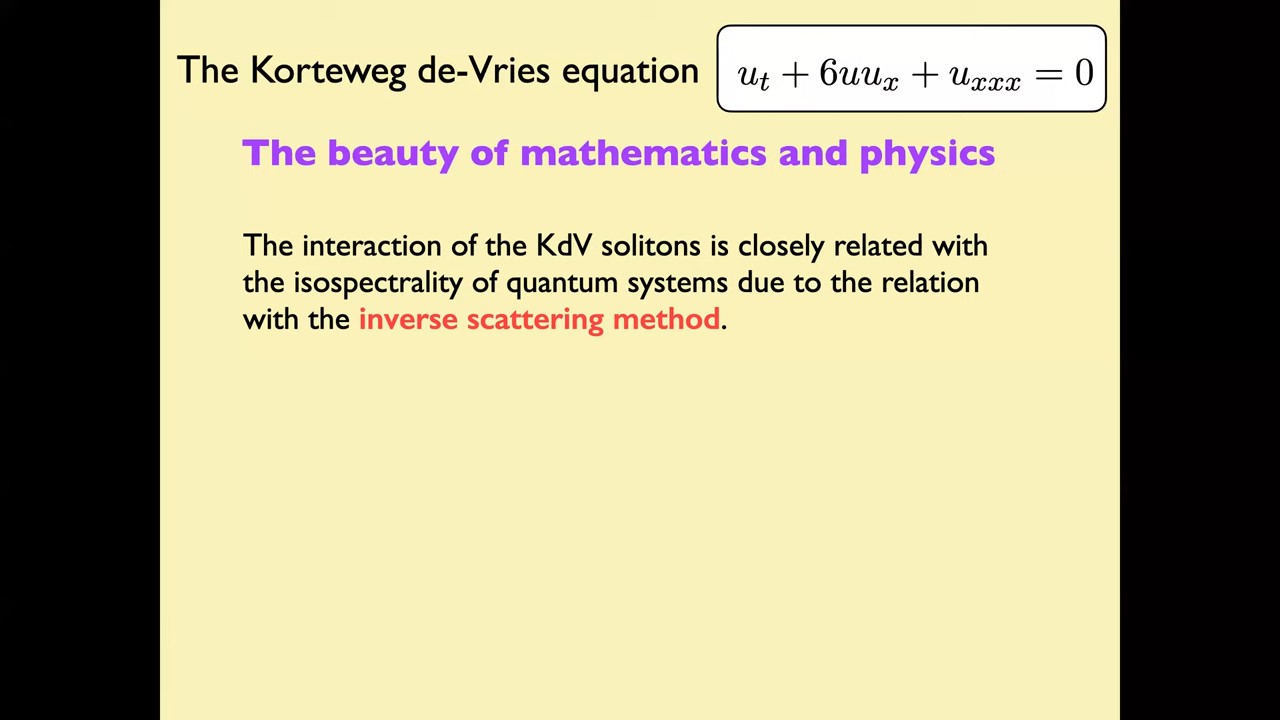 The Korteweg de-Vries equation u_t + 6uu_x + u_{xxx} = 0
The beauty of mathematics and physics
The interaction of the KdV solitons is closely related with
the isospectrality of quantum systems due to the relation
with the inverse scattering method.